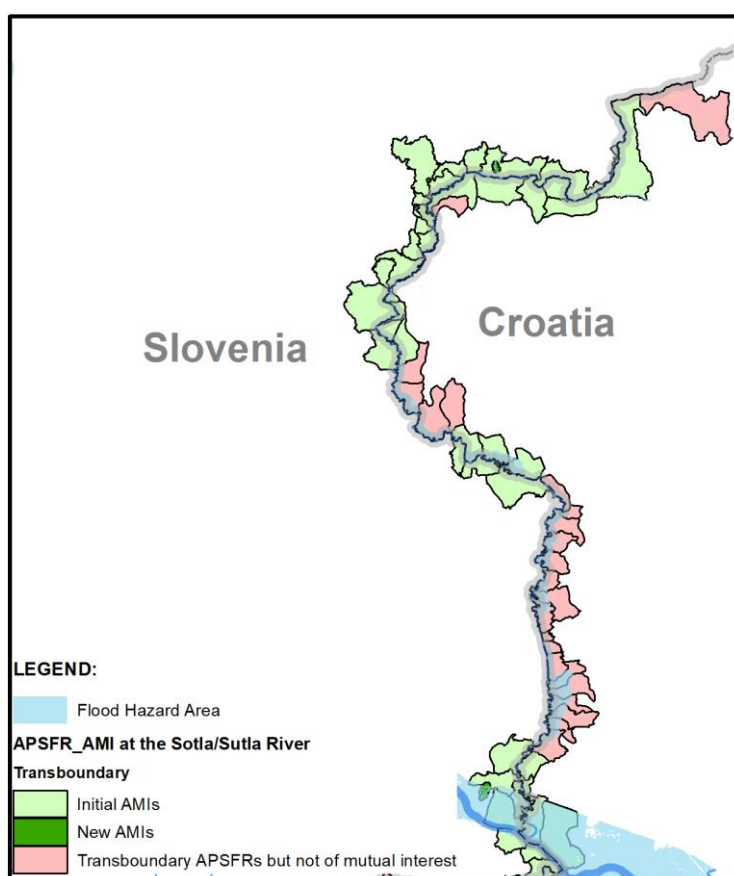 Slovenia
Croatia
LEGEND:
Flood Hazard Area
APSFR_AMI at the Sotla/Sutla River
Transboundary
Initial AMIs
New AMIs
Transboundary APSFRs but not of mutual interest